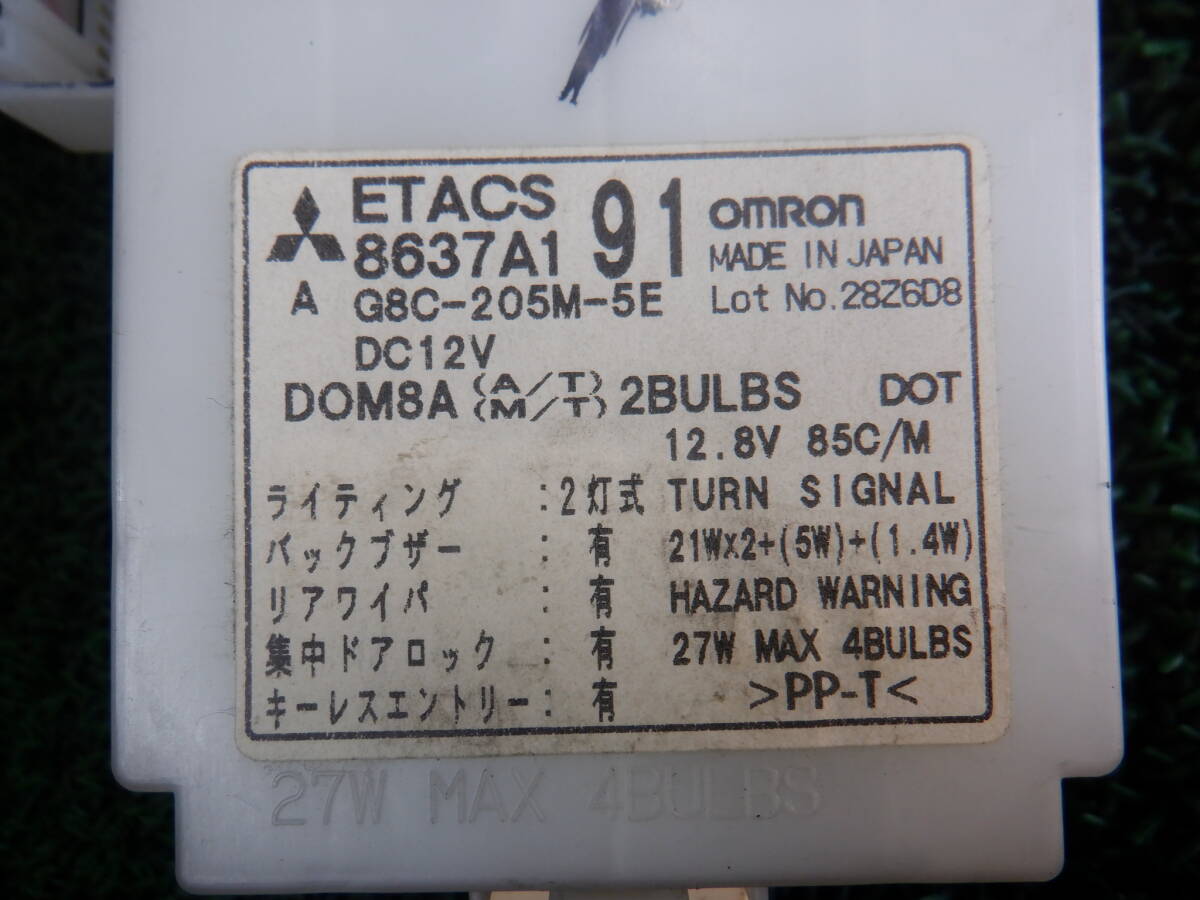 ETACS 91 OMRON
8637A1 MADE IN JAPAN
A G8C-205M-5E Lot No.28Z6D8
DC12V
DOM8A (A/T) (M/T) 2BULBS DOT
12.8V 85C/M
ライティング :2灯式 TURN SIGNAL
バックブザー : 有 21W×2+(5W)+(1.4W)
リアワイパ : 有 HAZARD WARNING
集中ドアロック : 有 27W MAX 4BULBS
キーレスエントリー: 有 >PP-T<
27W MAX 4BULBS